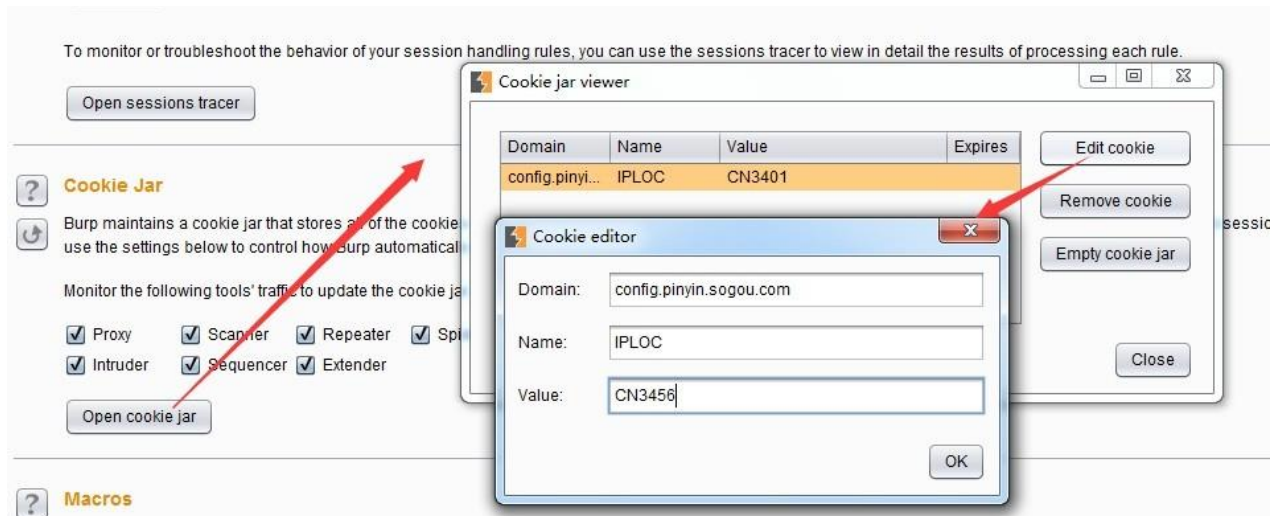 To monitor or troubleshoot the behavior of your session handling rules, you can use the sessions tracer to view in detail the results of processing each rule.
Open sessions tracer
Cookie Jar
Burp maintains a cookie jar that stores all of the cookie
use the settings below to control how Burp automatical
Monitor the following tools' traffic to update the cookie ja
Proxy Scanner Repeater Spi
Intruder Sequencer Extender
Open cookie jar
Macros
Cookie jar viewer
Domain Name Value Expires
config.pinyi... IPLOC CN3401
Edit cookie
Remove cookie
Empty cookie jar
Close
sessio
Cookie editor
Domain: config.pinyin.sogou.com
Name: IPLOC
Value: CN3456
OK